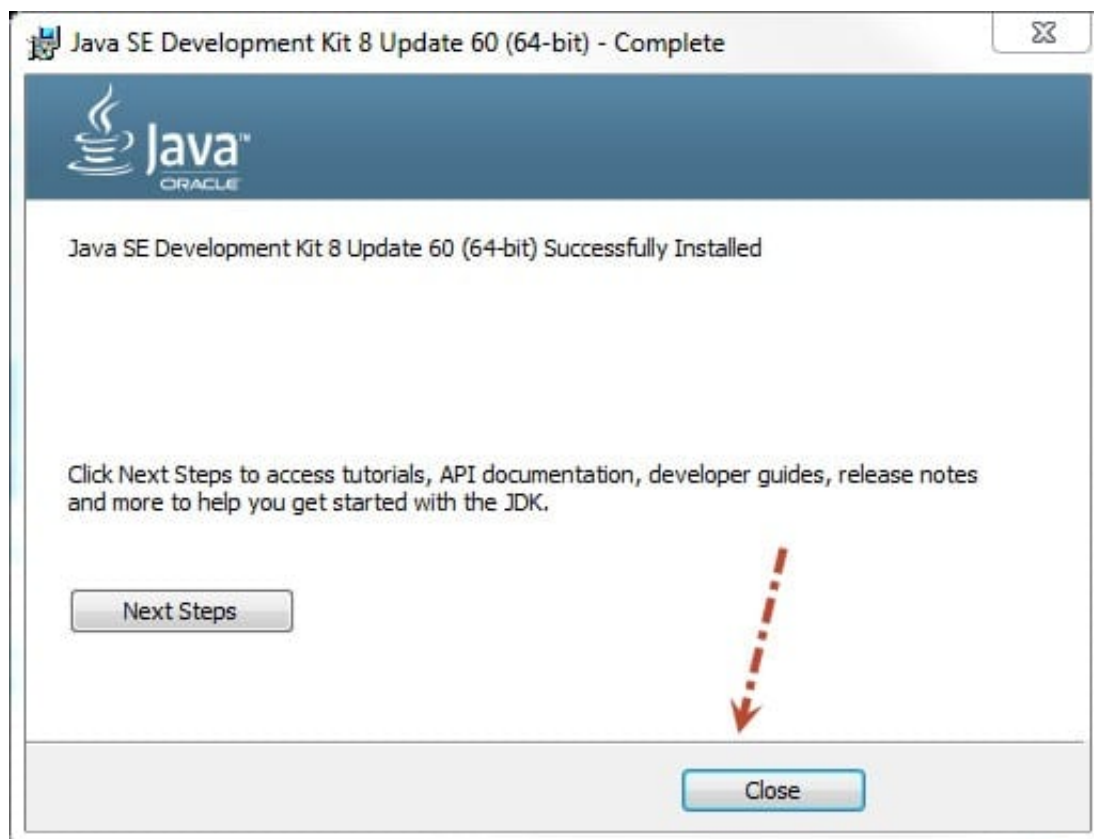 Java SE Development Kit 8 Update 60 (64-bit) - Complete
Java™
ORACLE
Java SE Development Kit 8 Update 60 (64-bit) Successfully Installed
Click Next Steps to access tutorials, API documentation, developer guides, release notes
and more to help you get started with the JDK.
Next Steps
Close